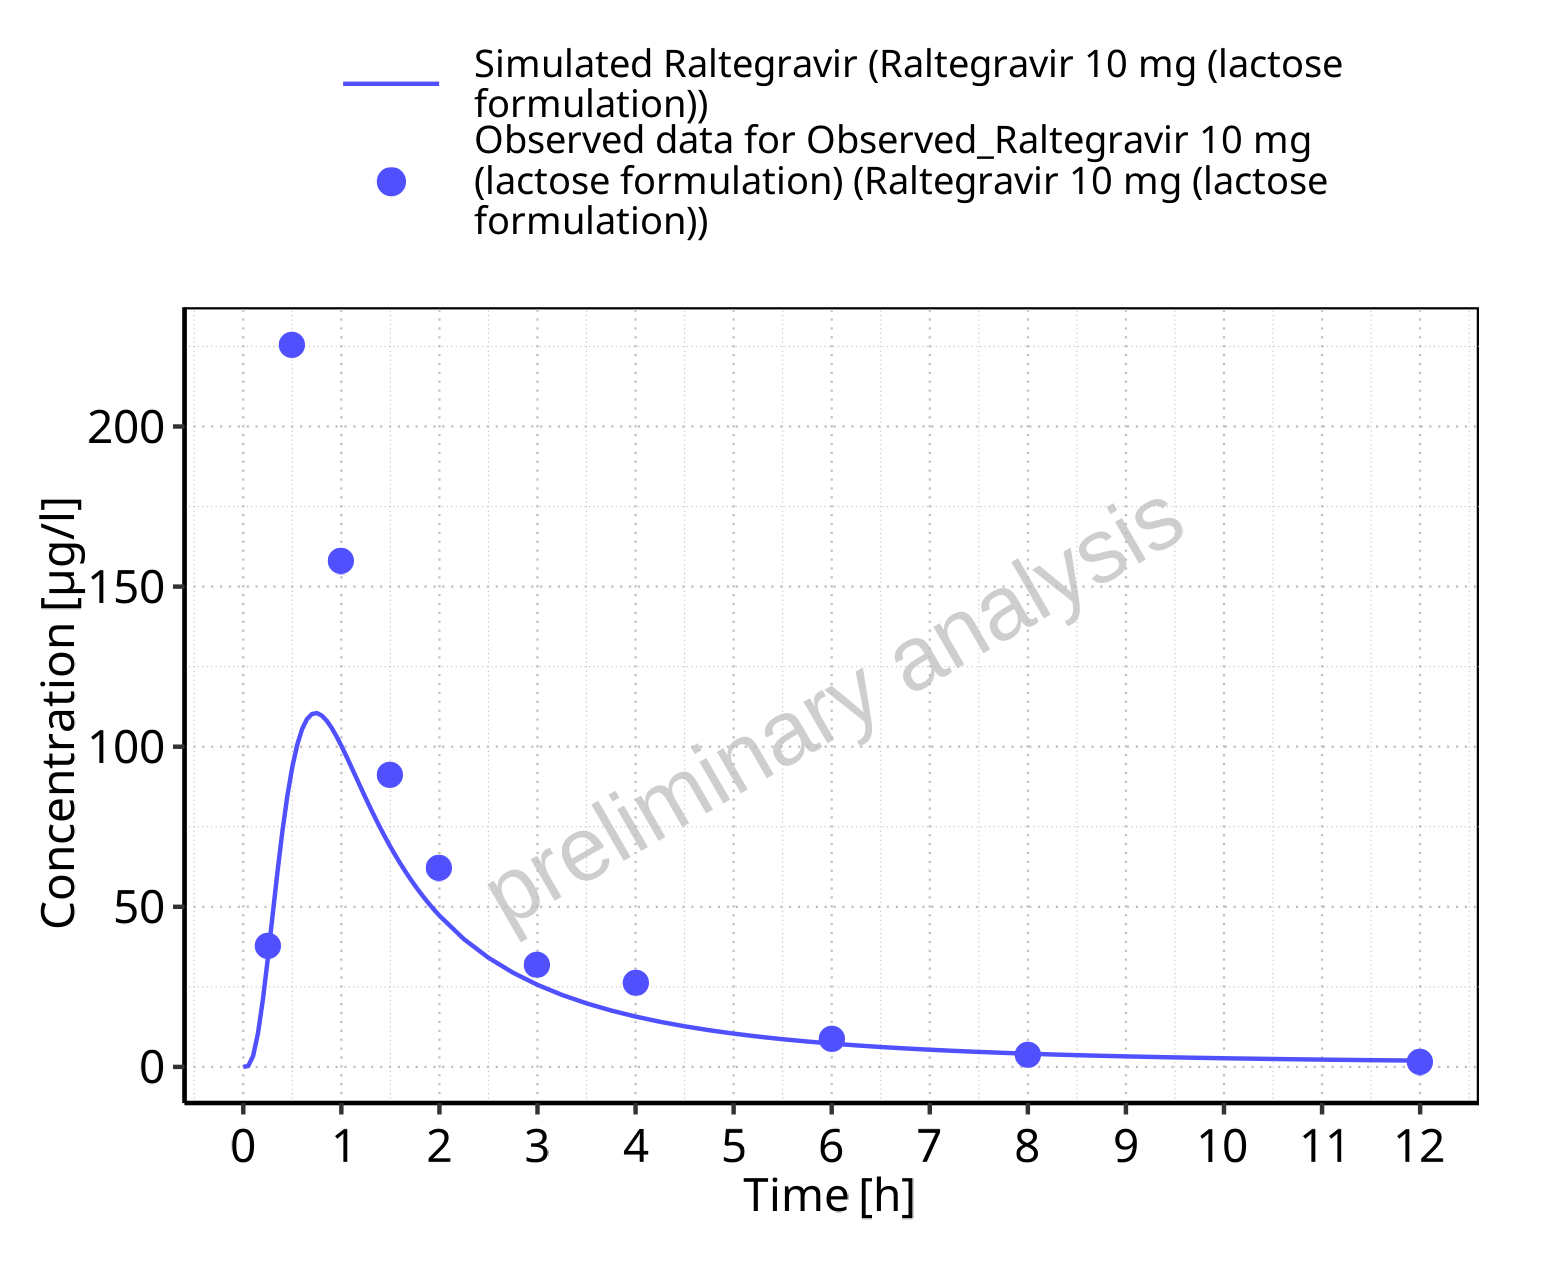 Simulated Raltegravir (Raltegravir 10 mg (lactose
formulation))
Observed data for Observed_Raltegravir 10 mg
(lactose formulation) (Raltegravir 10 mg (lactose
formulation))
200
150
100
50
0
Concentration [µg/l]
preliminary analysis
0 1 2 3 4 5 6 7 8 9 10 11 12
Time [h]